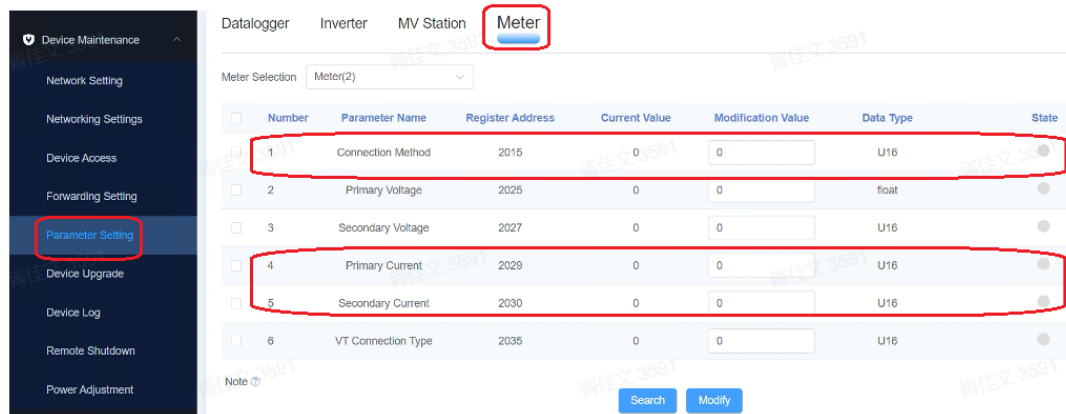 Device Maintenance
Network Setting
Networking Settings
Device Access
Forwarding Setting
Parameter Setting
Device Upgrade
Device Log
Remote Shutdown
Power Adjustment
Datalogger Inverter MV Station Meter
Meter Selection Meter(2)
Number Parameter Name Register Address Current Value Modification Value Data Type State
1 Connection Method 2015 0 0 U16
2 Primary Voltage 2025 0 0 float
3 Secondary Voltage 2027 0 0 U16
4 Primary Current 2029 0 0 U16
5 Secondary Current 2030 0 0 U16
6 VT Connection Type 2035 0 0 U16
Note ?
Search Modify
胥佳文 3591